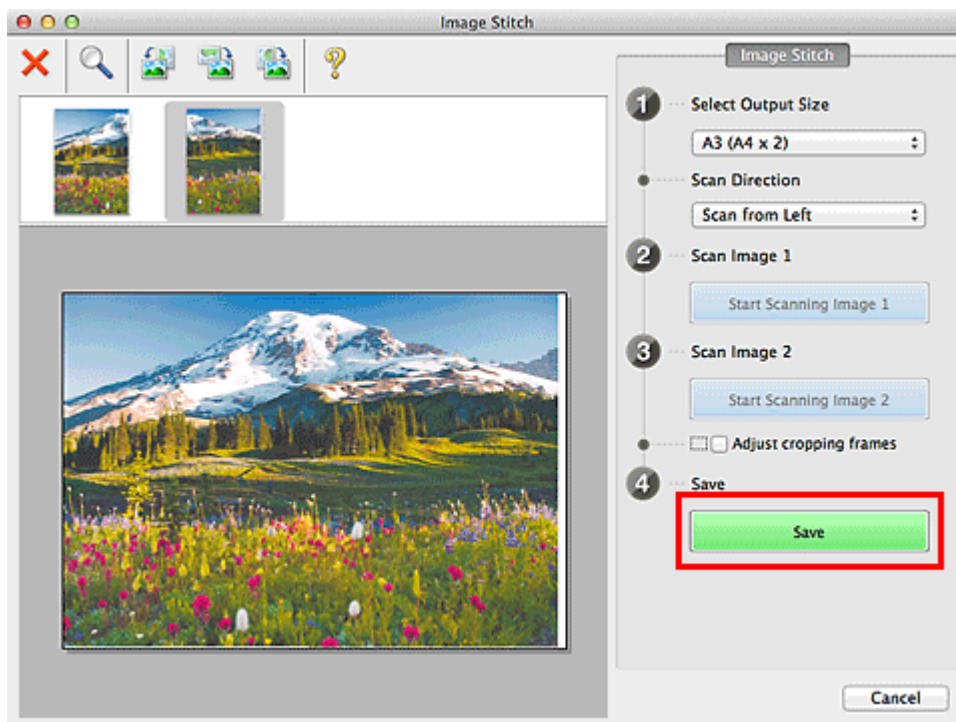 Image Stitch
Image Stitch
1 Select Output Size
A3 (A4 x 2)
Scan Direction
Scan from Left
2 Scan Image 1
Start Scanning Image 1
3 Scan Image 2
Start Scanning Image 2
Adjust cropping frames
4 Save
Save
Cancel